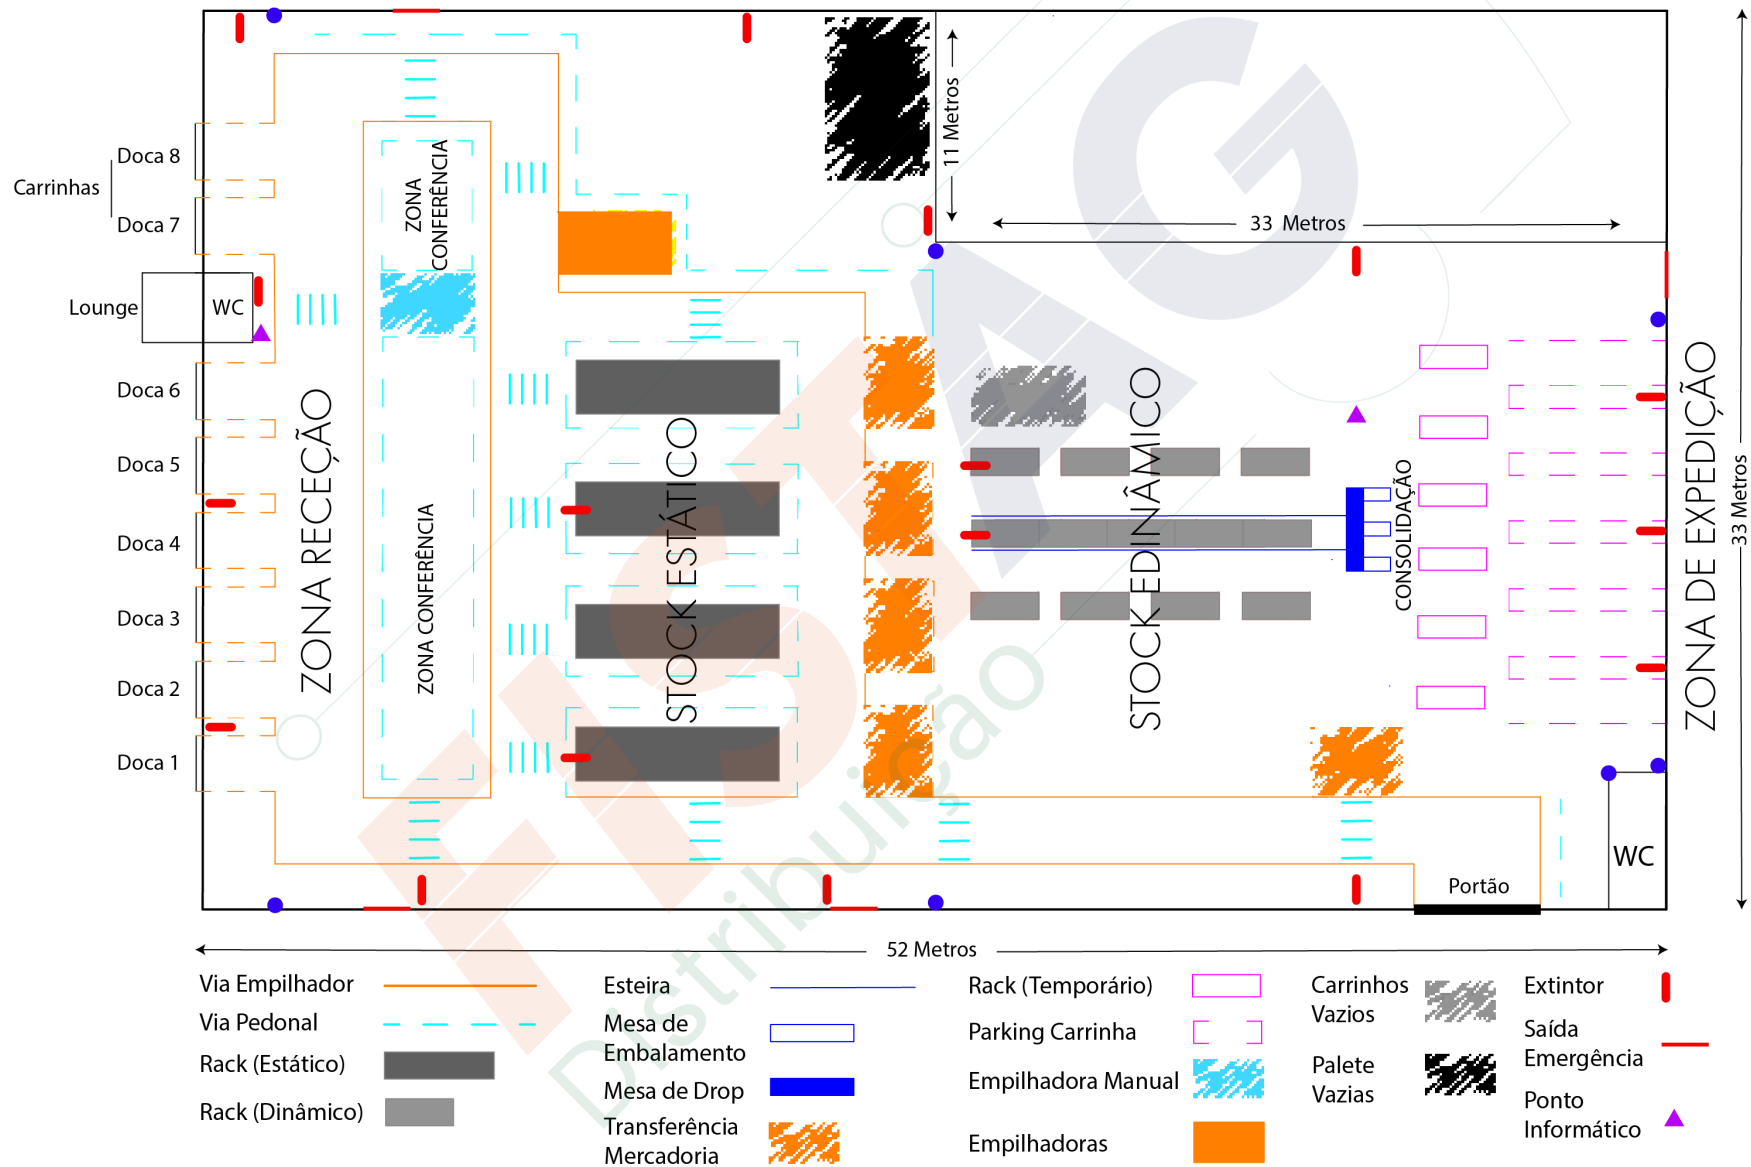 Doca 8
Carrinhas
Doca 7
Lounge
WC
Doca 6
Doca 5
Doca 4
Doca 3
Doca 2
Doca 1
ZONA RECEÇÃO
ZONA
CONFERÊNCIA
ZONA CONFERÊNCIA
STOCK ESTÁTICO
11 Metros
33 Metros
STOCK DINÂMICO
CONSOLIDAÇÃO
ZONA DE EXPEDIÇÃO
33 Metros
WC
Portão
FISTAG
Distribuição
52 Metros
Via Empilhador
Via Pedonal
Rack (Estático)
Rack (Dinâmico)
Esteira
Mesa de
Embalamento
Mesa de Drop
Transferência
Mercadoria
Rack (Temporário)
Parking Carrinha
Empilhadora Manual
Empilhadoras
Carrinhos
Vazios
Palete
Vazias
Extintor
Saída
Emergência
Ponto
Informático